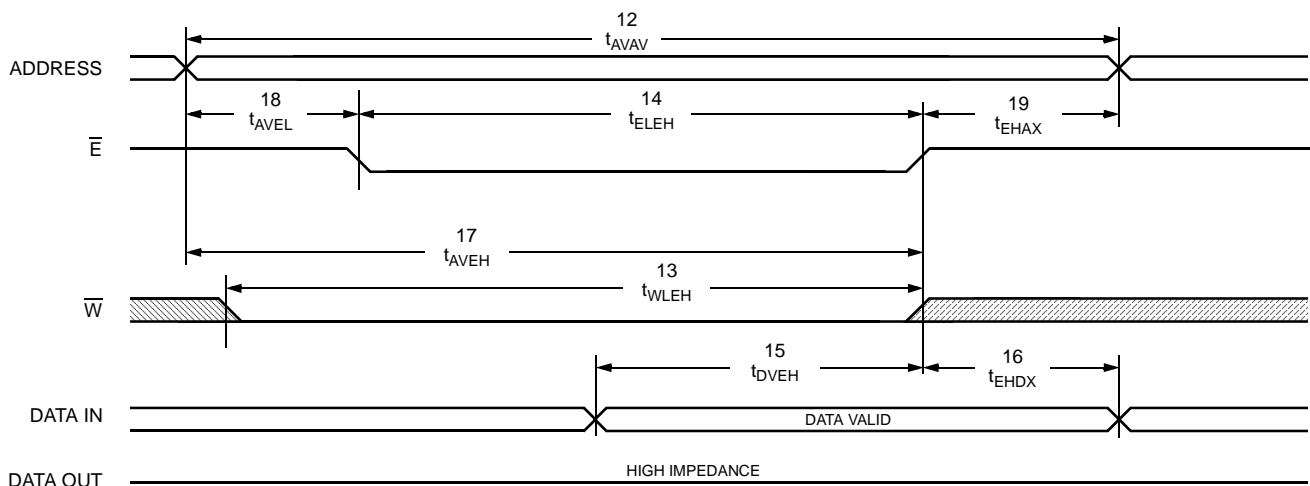 12
tAVAV
ADDRESS
18
tAVEL
14
tELEH
19
tEHAX
E
17
tAVEH
13
tWLEH
W
15
tDVEH
16
tEHDX
DATA IN
DATA VALID
DATA OUT
HIGH IMPEDANCE